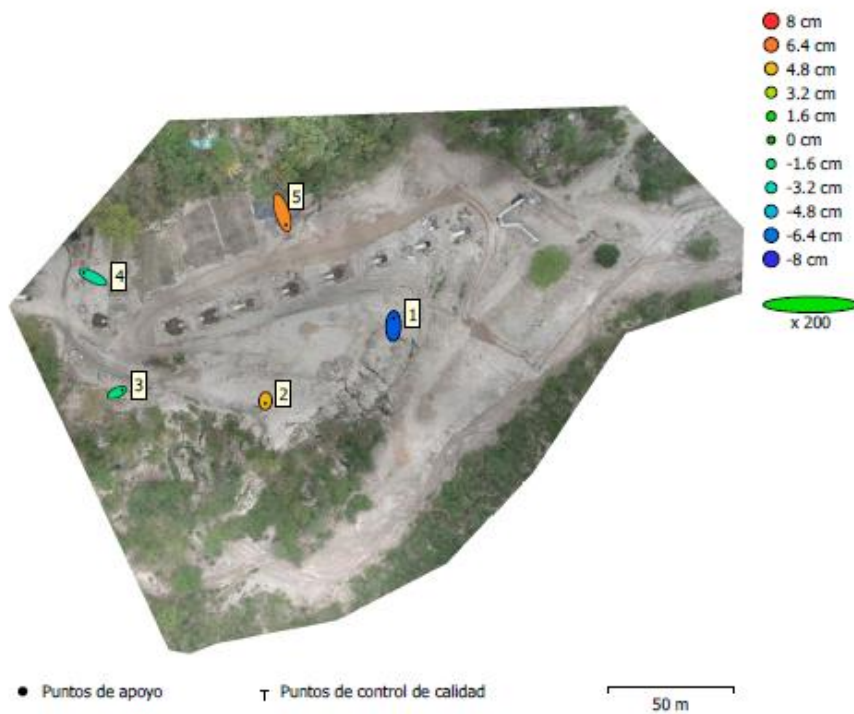 8 cm
6.4 cm
4.8 cm
3.2 cm
1.6 cm
0 cm
-1.6 cm
-3.2 cm
-4.8 cm
-6.4 cm
-8 cm
x 200
5
4
1
3
2
Puntos de apoyo
Puntos de control de calidad
50 m